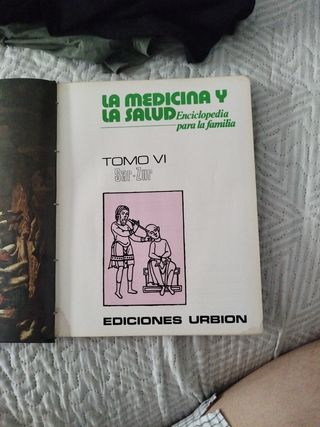 LA MEDICINA Y
LA SALUD Enciclopedia
para la familia
TOMO VI
Sar-Zur
EDICIONES URBION